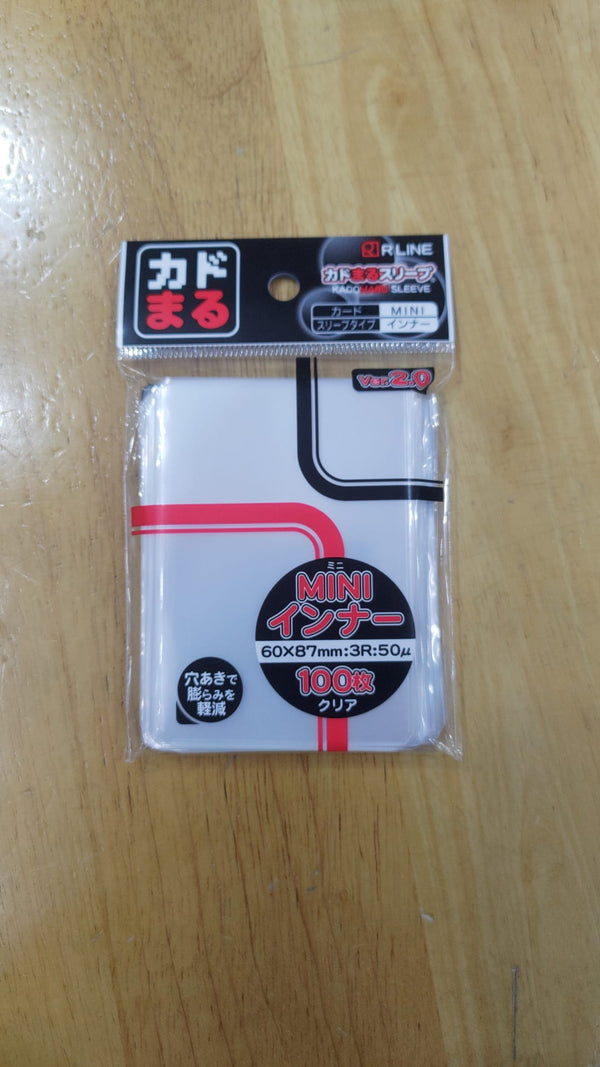 カド
まる
R LINE
カドまるスリーブ
KADOMARU SLEEVE
カード MINI
スリーブタイプ インナー
Ver.2.0
ミニ
MINI
インナー
60×87mm:3R:50μ
100枚
クリア
穴あきで
膨らみを
軽減